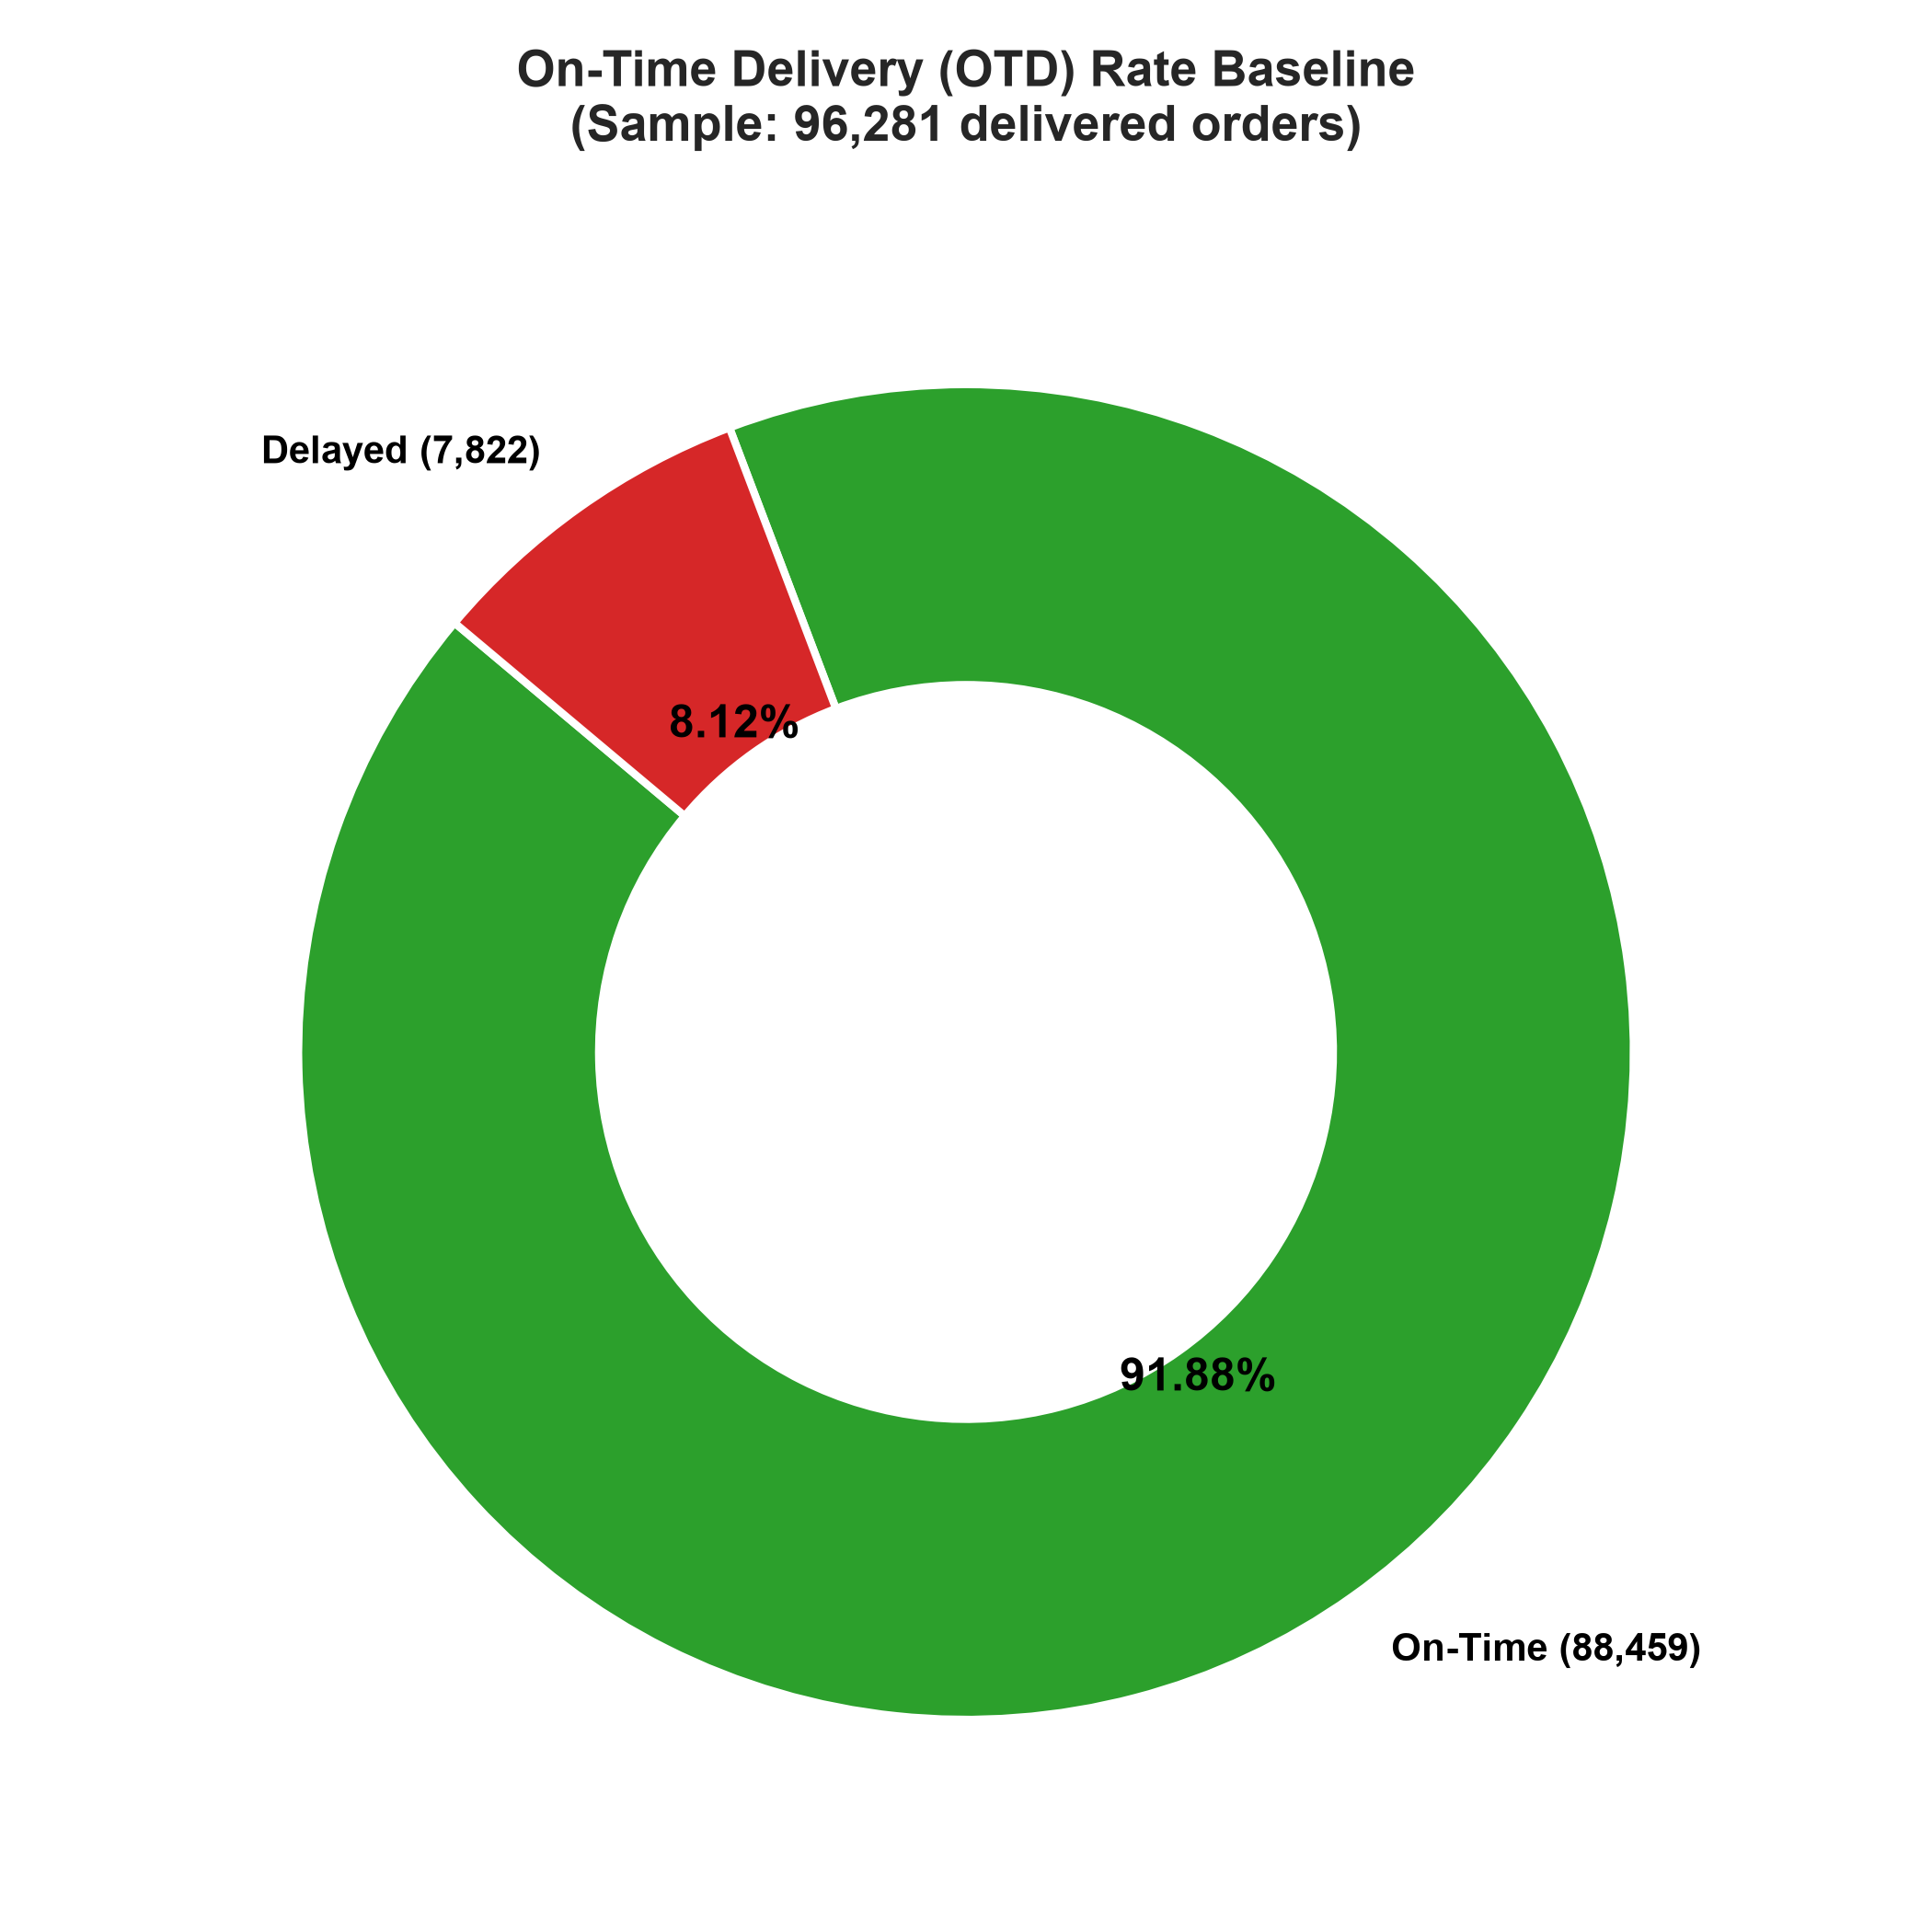 On-Time Delivery (OTD) Rate Baseline
(Sample: 96,281 delivered orders)
Delayed (7,822)
8.12%
91.88%
On-Time (88,459)